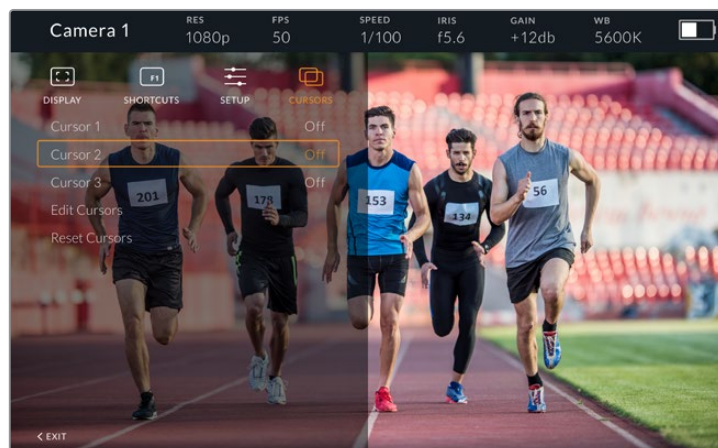 Camera 1
RES FPS SPEED IRIS GAIN WB
1080p 50 1/100 f5.6 +12db 5600K
F1
DISPLAY SHORTCUTS SETUP CURSORS
Cursor 1 Off
Cursor 2 Off
Cursor 3 Off
Edit Cursors
Reset Cursors
201
178
153
134
56
< EXIT